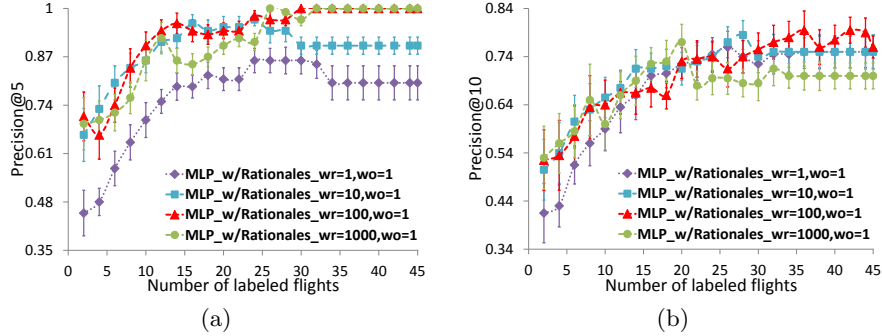 1
0.87
0.74
0.61
0.48
0.35
Precision@5
MLP_w/Rationales_wr=1,wo=1
MLP_w/Rationales_wr=10,wo=1
MLP_w/Rationales_wr=100,wo=1
MLP_w/Rationales_wr=1000,wo=1
0 5 10 15 20 25 30 35 40 45
Number of labeled flights
(a)
0.84
0.74
0.64
0.54
0.44
0.34
Precision@10
MLP_w/Rationales_wr=1,wo=1
MLP_w/Rationales_wr=10,wo=1
MLP_w/Rationales_wr=100,wo=1
MLP_w/Rationales_wr=1000,wo=1
0 5 10 15 20 25 30 35 40 45
Number of labeled flights
(b)